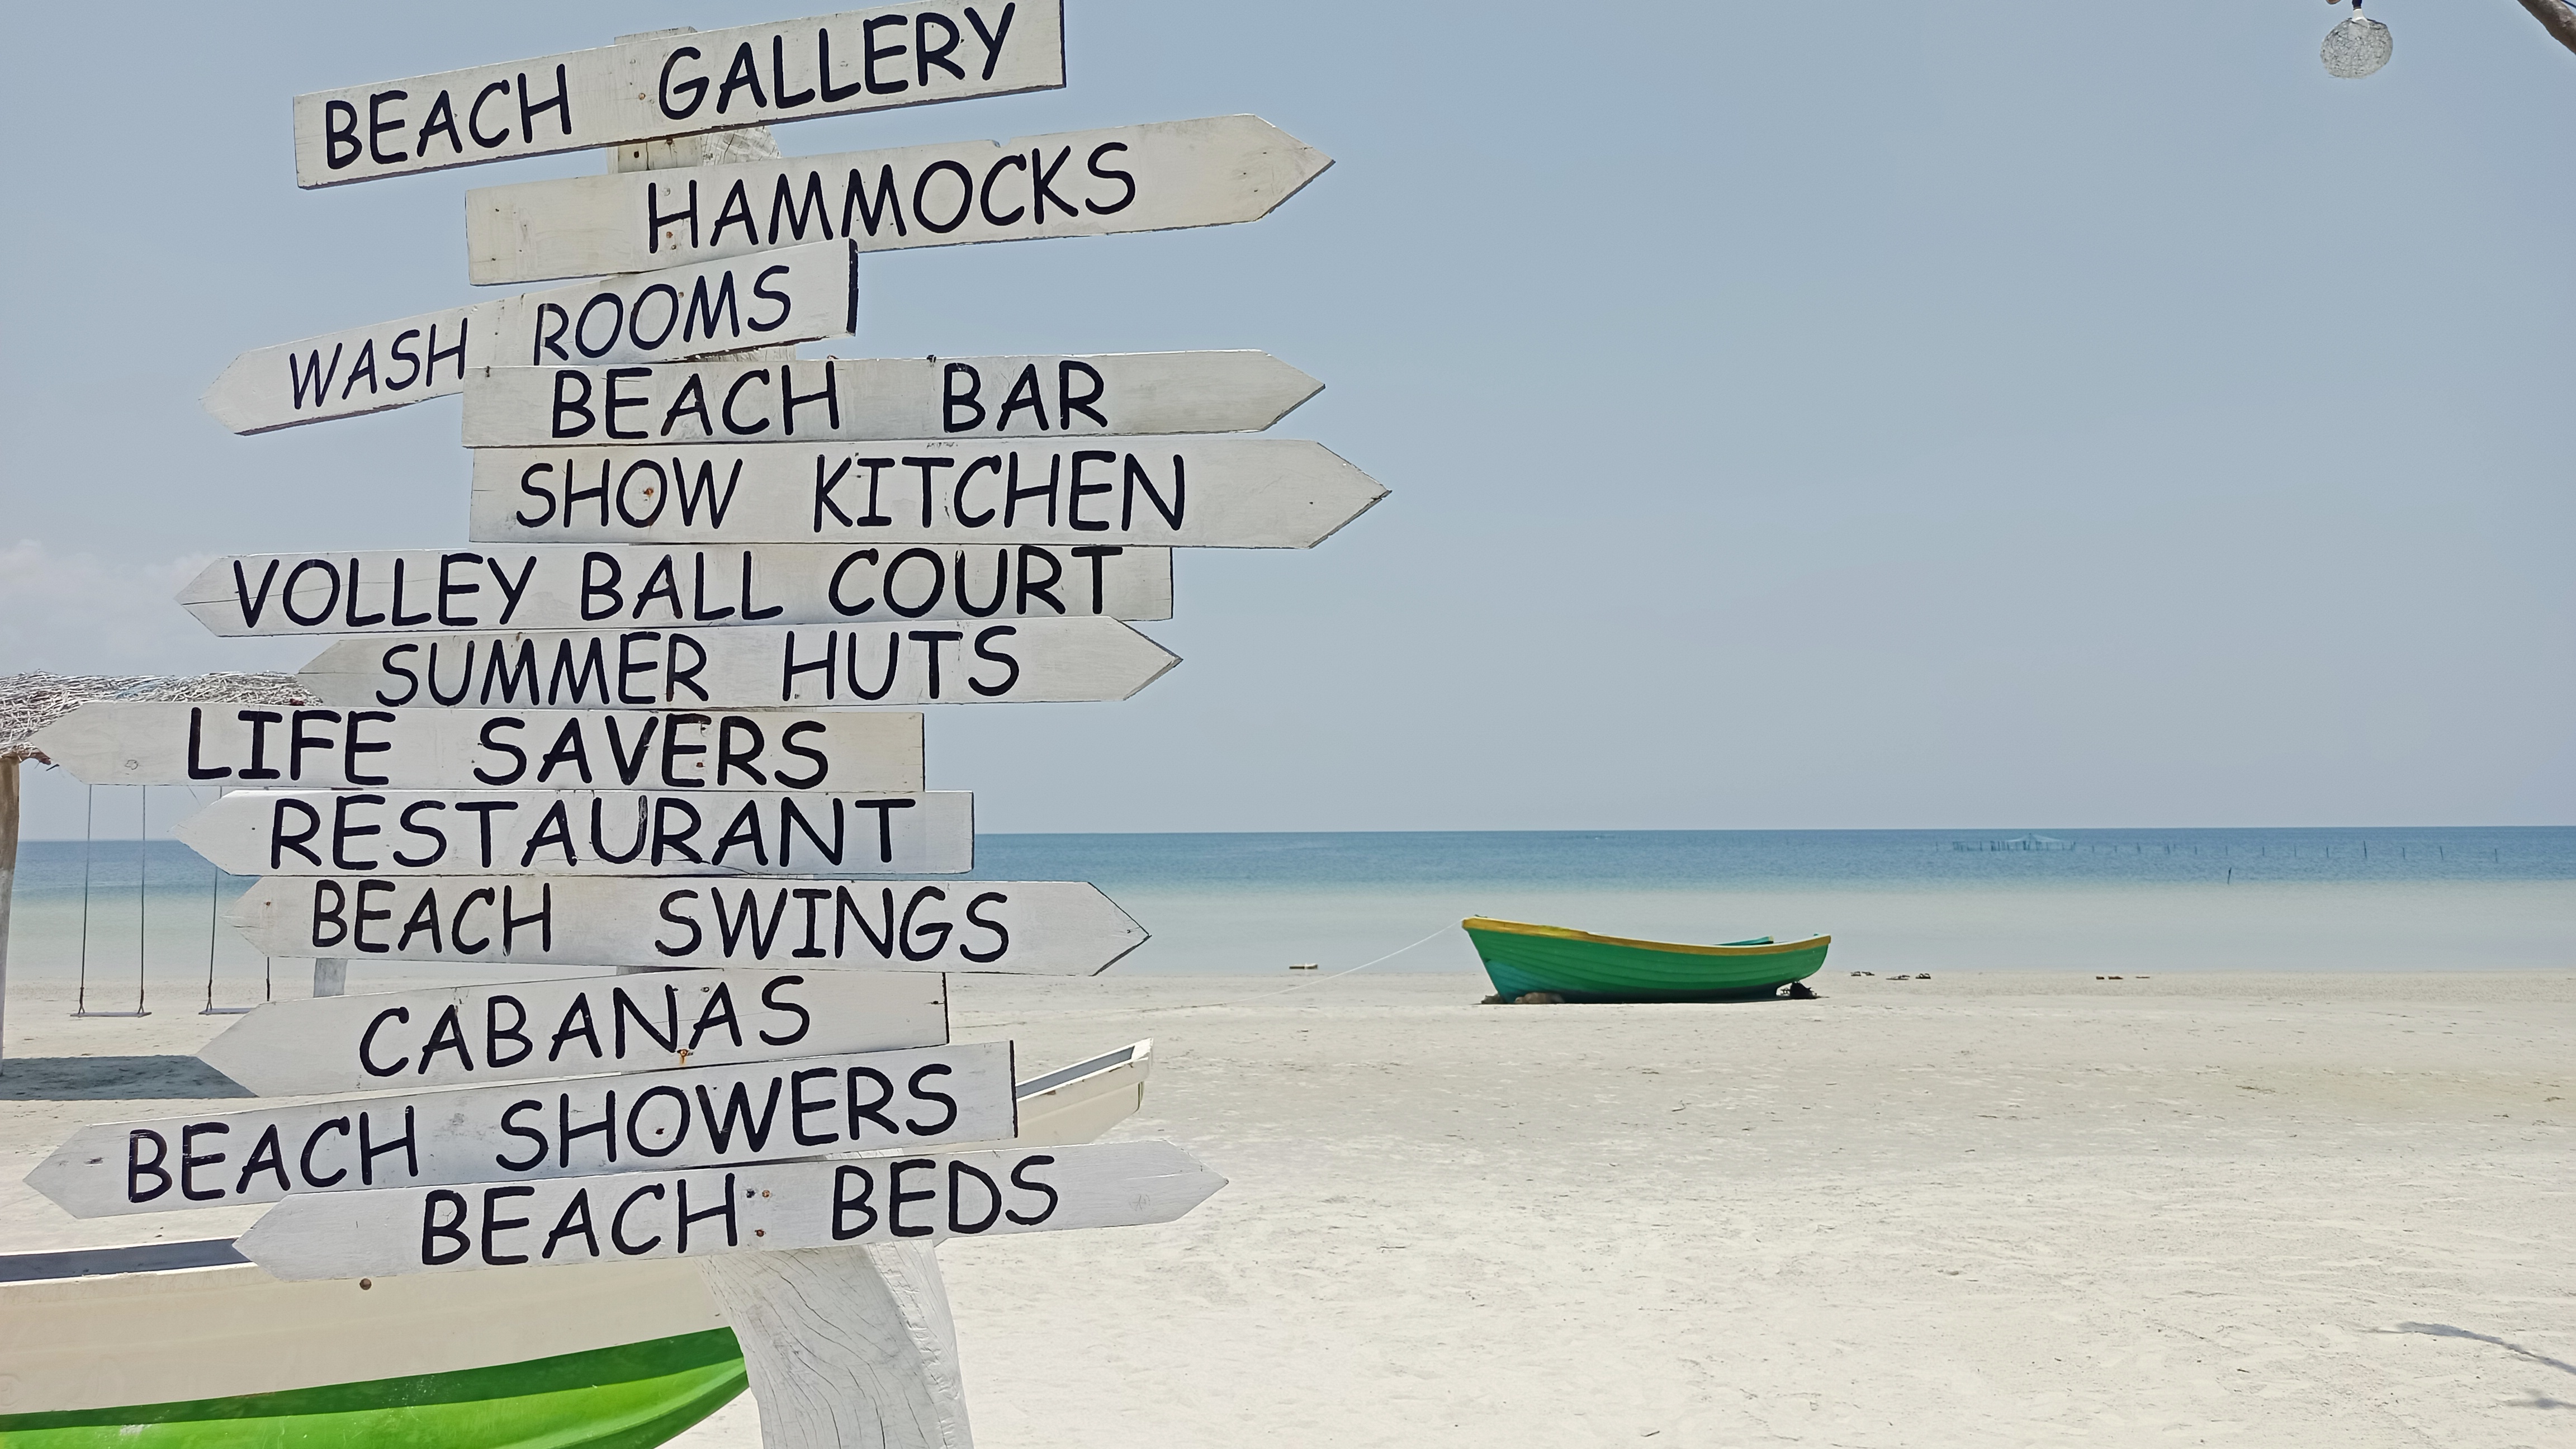 BEACH GALLERY
HAMMOCKS
WASH ROOMS
BEACH BAR
SHOW KITCHEN
VOLLEY BALL COURT
SUMMER HUTS
LIFE SAVERS
RESTAURANT
BEACH SWINGS
CABANAS
BEACH SHOWERS
BEACH BEDS